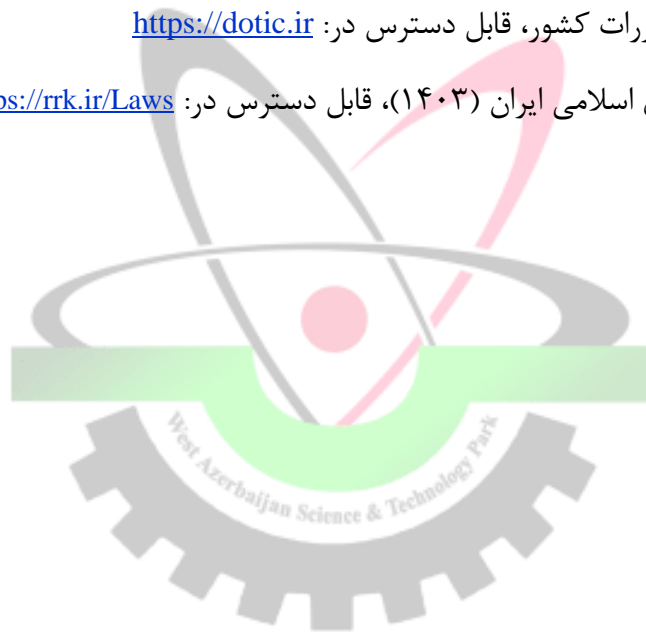 رات کشور، قابل دسترس در: https://dotic.ir
اسلامی ایران (۱۴۰۳)، قابل دسترس در: ps://rrk.ir/Laws
West Azerbaijan Science & Technology Park